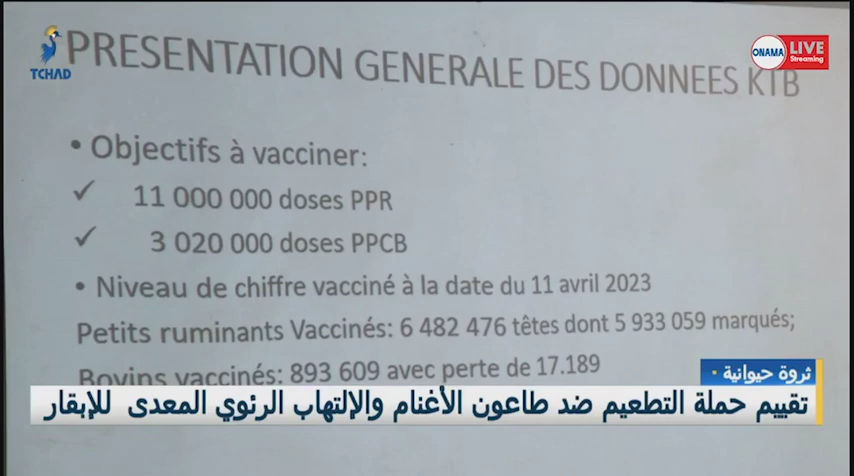 TCHAD
ONAMA LIVE
Streaming
PRESENTATION GENERALE DES DONNEES KTB
• Objectifs à vacciner:
✓ 11 000 000 doses PPR
✓ 3 020 000 doses PPCB
• Niveau de chiffre vacciné à la date du 11 avril 2023
Petits ruminants Vaccinés: 6 482 476 têtes dont 5 933 059 marqués;
Bovins vaccinés: 893 609 avec perte de 17.189
ثروة حيوانية
تقييم حملة التطعيم ضد طاعون الأغنام والإلتهاب الرئوي المعدى للإبقار